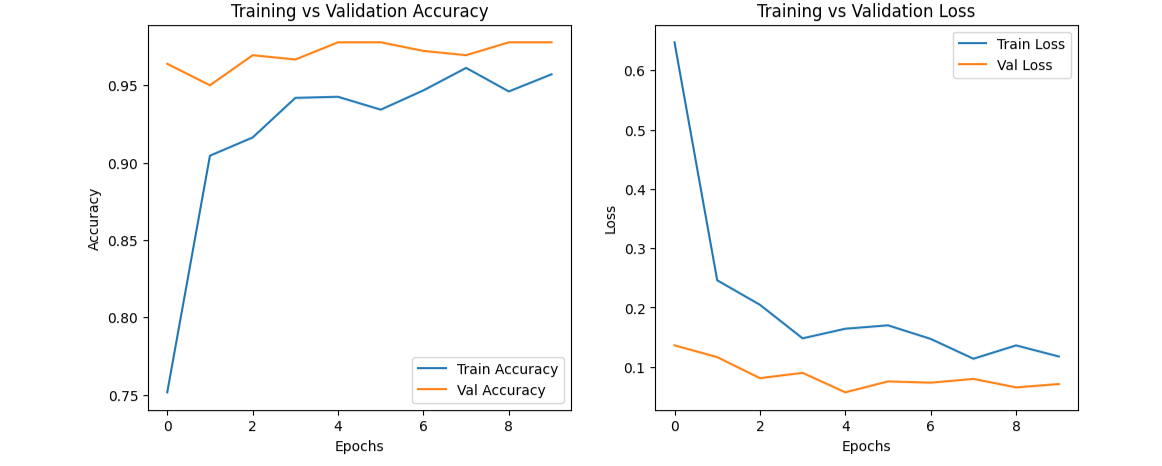 Training vs Validation Accuracy
0.95
0.90
0.85
0.80
0.75
Accuracy
Train Accuracy
Val Accuracy
0 2 4 6 8
Epochs
Training vs Validation Loss
0.6
0.5
0.4
0.3
0.2
0.1
Loss
Train Loss
Val Loss
0 2 4 6 8
Epochs